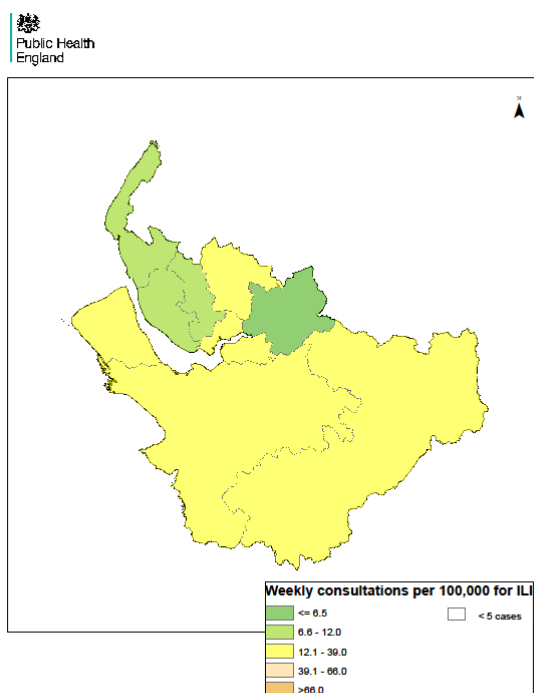 Public Health
England
N
Weekly consultations per 100,000 for ILI
<= 6.5
< 5 cases
6.6 - 12.0
12.1 - 39.0
39.1 - 66.0
>66.0